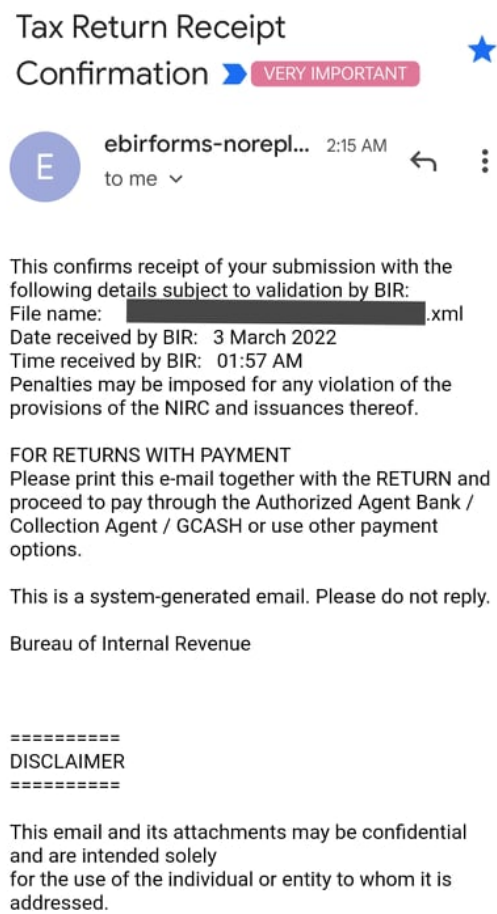 Tax Return Receipt
Confirmation VERY IMPORTANT
E
ebirforms-norepl... 2:15 AM
to me
This confirms receipt of your submission with the
following details subject to validation by BIR:
File name: .xml
Date received by BIR: 3 March 2022
Time received by BIR: 01:57 AM
Penalties may be imposed for any violation of the
provisions of the NIRC and issuances thereof.
FOR RETURNS WITH PAYMENT
Please print this e-mail together with the RETURN and
proceed to pay through the Authorized Agent Bank /
Collection Agent / GCASH or use other payment
options.
This is a system-generated email. Please do not reply.
Bureau of Internal Revenue
==========
DISCLAIMER
==========
This email and its attachments may be confidential
and are intended solely
for the use of the individual or entity to whom it is
addressed.